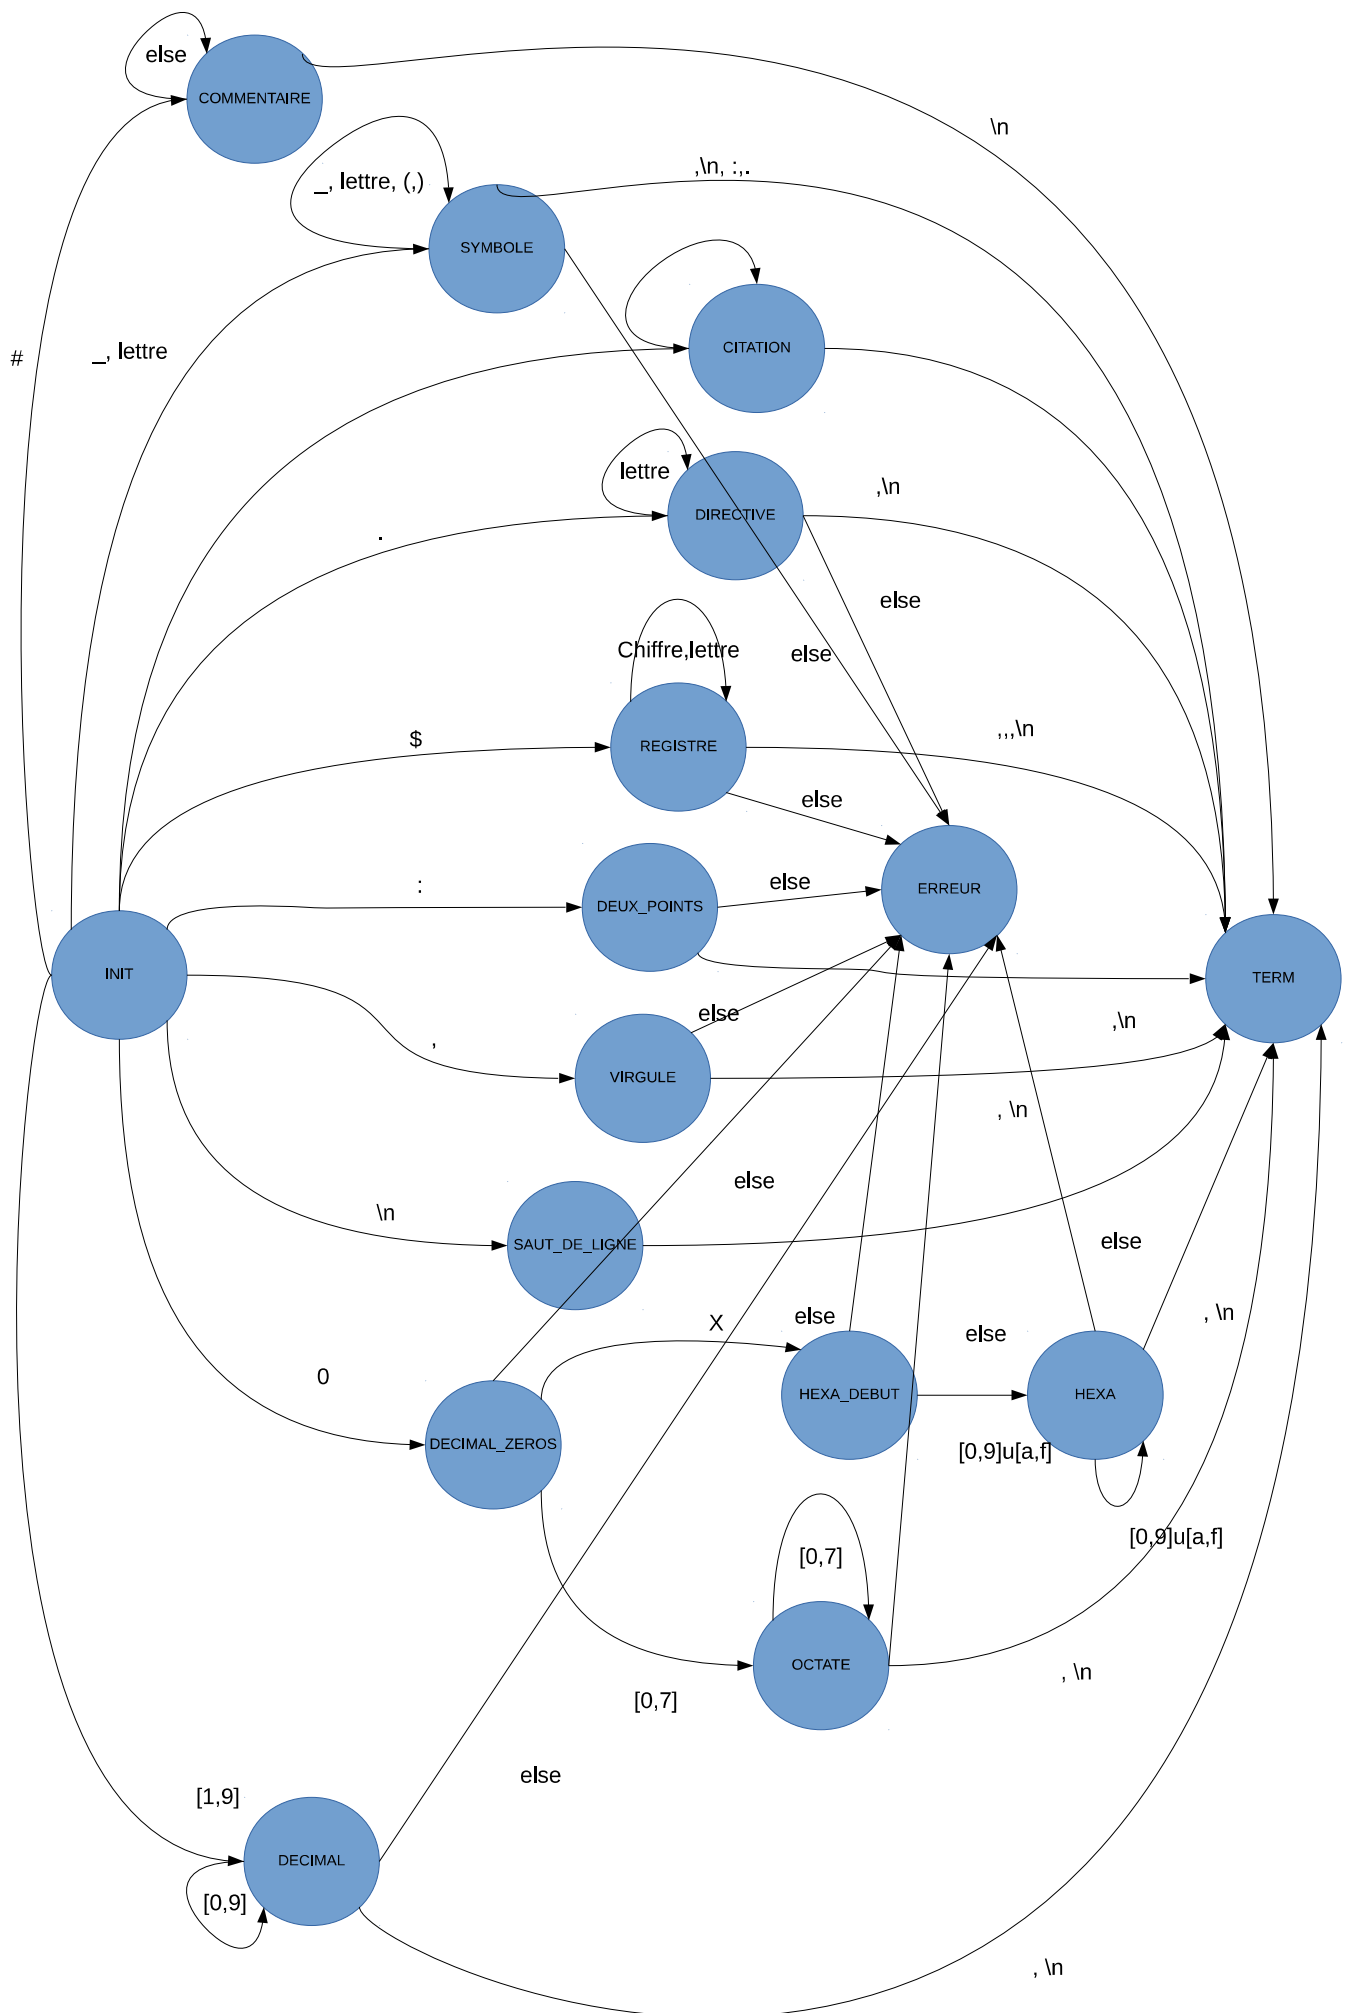 else
COMMENTAIRE
\n
,\n, :,.
_, lettre, (,)
SYMBOLE
#
_, lettre
CITATION
lettre
,\n
DIRECTIVE
.
else
Chiffre,lettre
else
$
REGISTRE
,,,\n
else
:
else
ERREUR
DEUX_POINTS
INIT
TERM
else
,\n
,
VIRGULE
, \n
else
\n
SAUT_DE_LIGNE
else
X
else
else
, \n
0
HEXA_DEBUT
HEXA
DECIMAL_ZEROS
[0,9]u[a,f]
[0,9]u[a,f]
[0,7]
OCTATE
, \n
[0,7]
else
[1,9]
DECIMAL
[0,9]
, \n